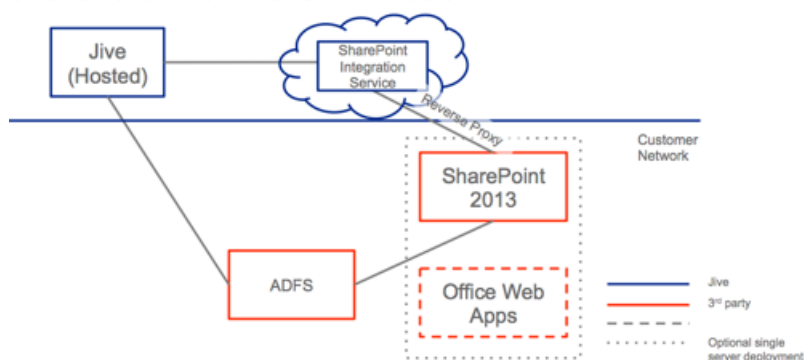 Jive
(Hosted)
SharePoint
Integration
Service
Reverse Proxy
Customer
Network
SharePoint
2013
ADFS
Office Web
Apps
Jive
3rd party
Optional single
server deployment